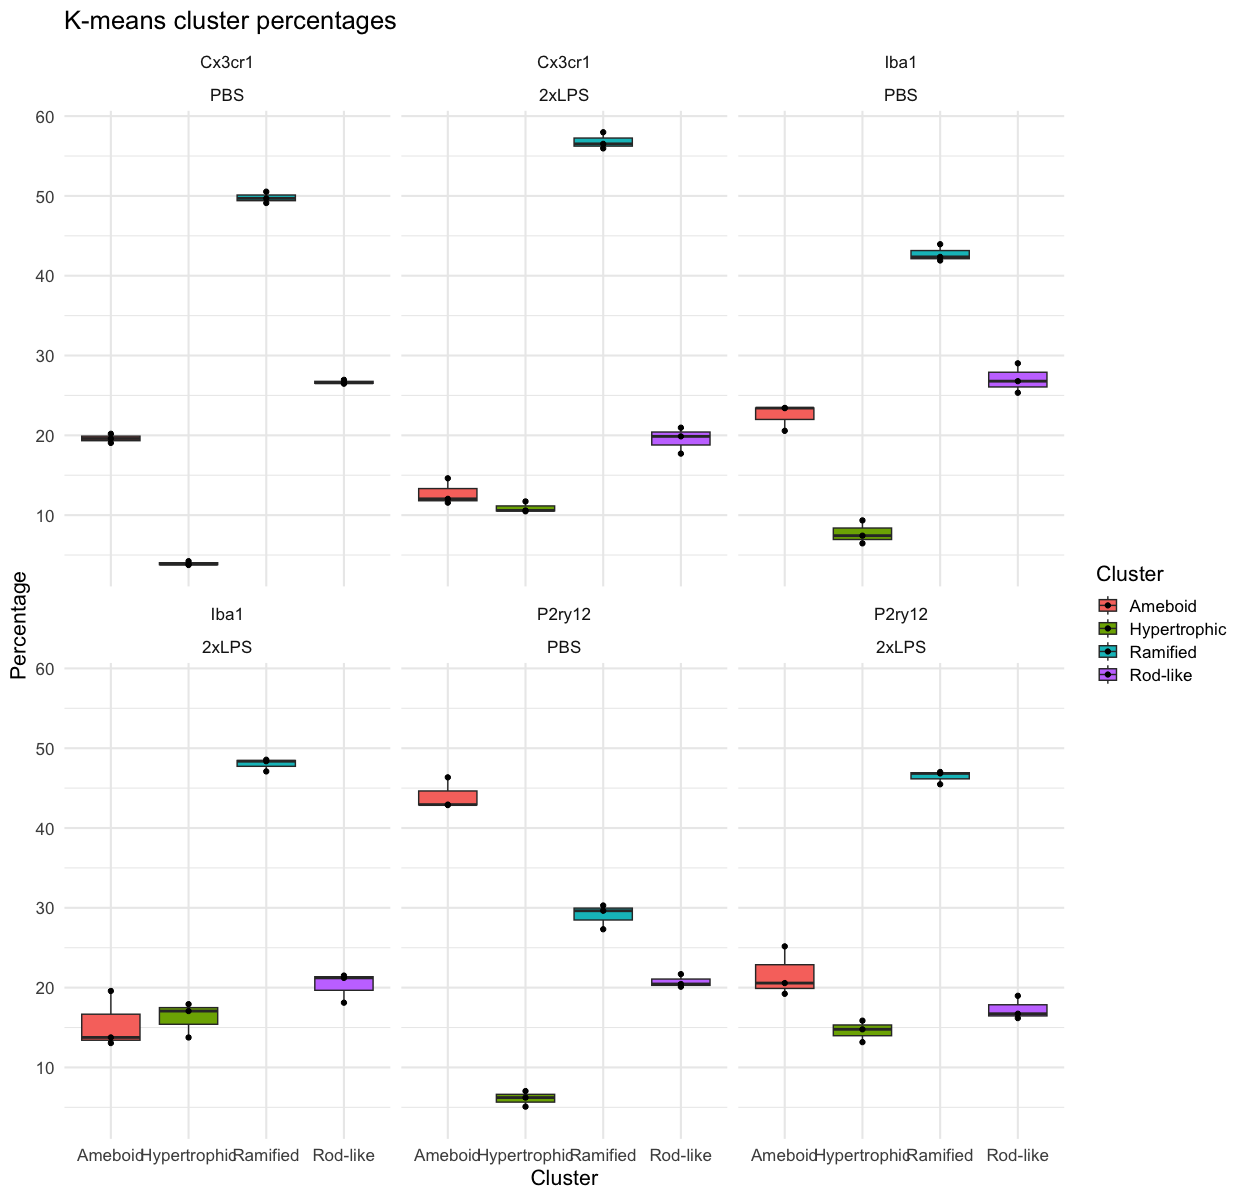 K-means cluster percentages
Cx3cr1
Cx3cr1
Iba1
PBS
2xLPS
PBS
60
50
40
30
20
10
Iba1
P2ry12
P2ry12
2xLPS
PBS
2xLPS
60
50
40
30
20
10
Percentage
Ameboid Hypertrophic Ramified Rod-like
Ameboid Hypertrophic Ramified Rod-like
Ameboid Hypertrophic Ramified Rod-like
Cluster
Cluster
Ameboid
Hypertrophic
Ramified
Rod-like